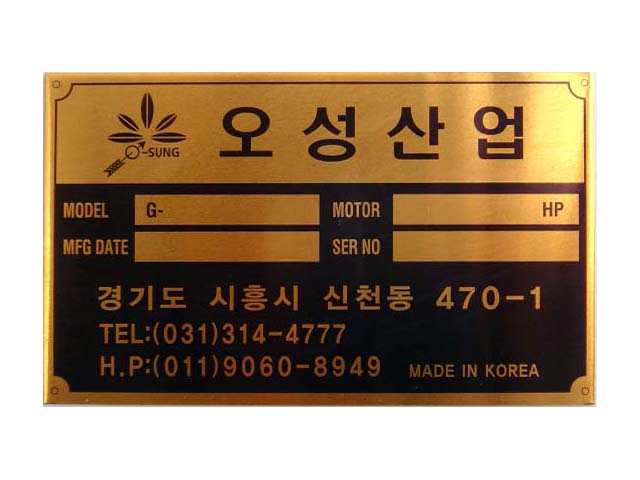 O-SUNG
오성산업
MODEL G- MOTOR HP
MFG DATE SER NO
경기도 시흥시 신천동 470-1
TEL:(031)314-4777
H.P:(011)9060-8949 MADE IN KOREA